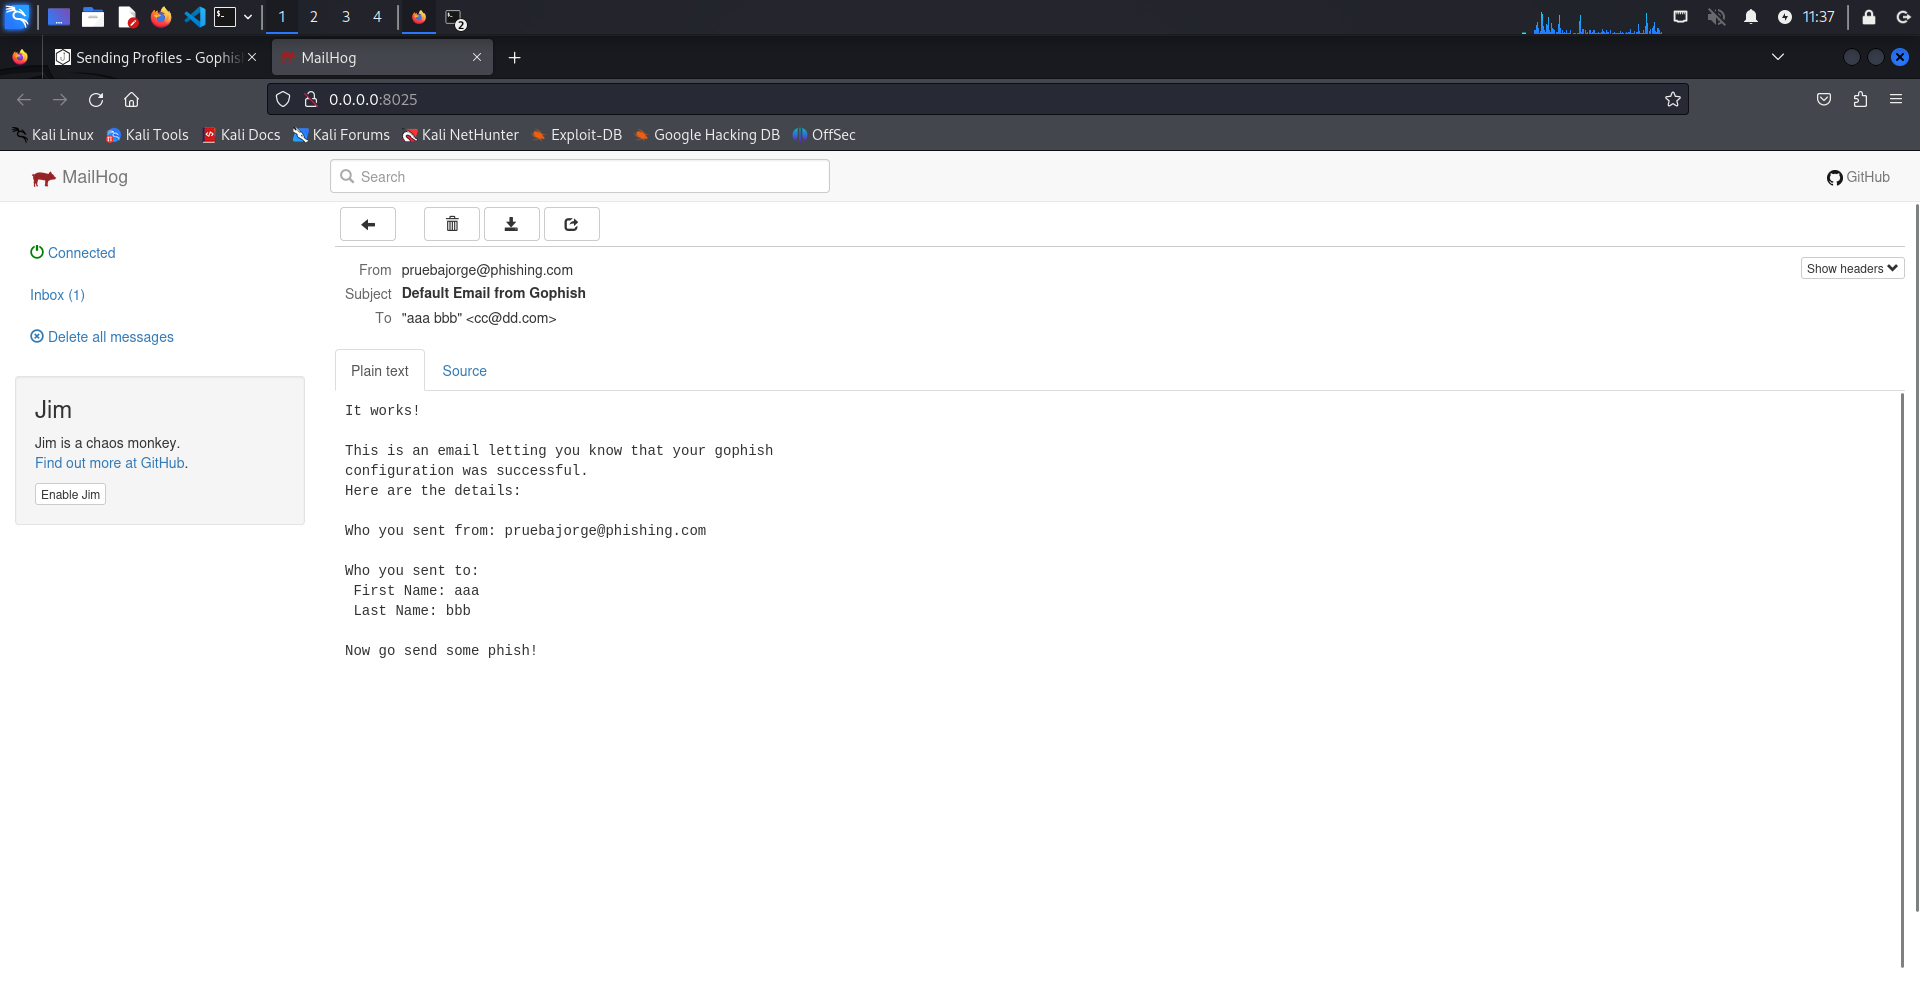 1 2 3 4 2 11:37
Sending Profiles - Gophis
MailHog
0.0.0.0:8025
Kali Linux Kali Tools Kali Docs Kali Forums Kali NetHunter Exploit-DB Google Hacking DB OffSec
MailHog Search GitHub
Connected
Inbox (1)
Delete all messages
Jim
Jim is a chaos monkey.
Find out more at GitHub.
Enable Jim
From pruebajorge@phishing.com
Show headers
Subject Default Email from Gophish
To "aaa bbb" <cc@dd.com>
Plain text Source
It works!
This is an email letting you know that your gophish
configuration was successful.
Here are the details:
Who you sent from: pruebajorge@phishing.com
Who you sent to:
First Name: aaa
Last Name: bbb
Now go send some phish!